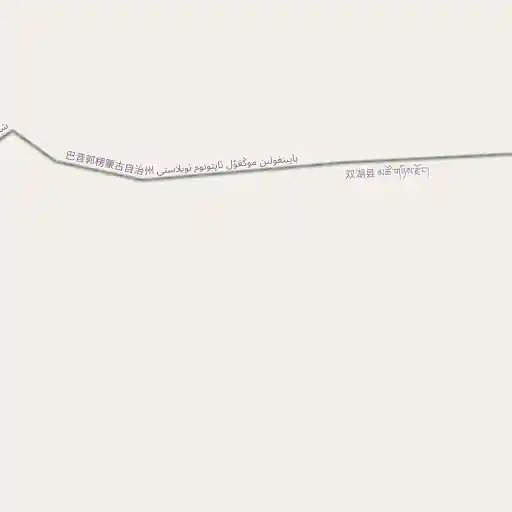 巴音郭楞蒙古自治州 بايىنغولىن موڭغۇل ئاپتونوم ئوبلاستى
双湖县 མཚོ་གཉིས་རྫོང